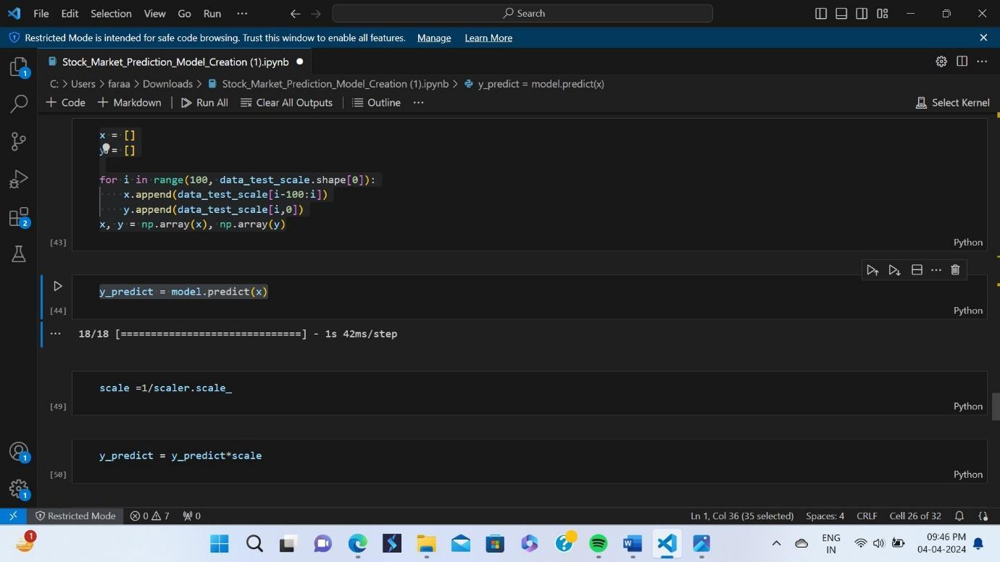 File Edit Selection View Go Run ··· Search
Restricted Mode is intended for safe code browsing. Trust this window to enable all features. Manage Learn More
1
Stock_Market_Prediction_Model_Creation (1).ipynb
C: > Users > faraa > Downloads > Stock_Market_Prediction_Model_Creation (1).ipynb > y_predict = model.predict(x)
+ Code + Markdown Run All Clear All Outputs Outline ··· Select Kernel
x = []
y = []
for i in range(100, data_test_scale.shape[0]):
x.append(data_test_scale[i-100:i])
2
y.append(data_test_scale[i,0])
x, y = np.array(x), np.array(y)
[43] Python
y_predict = model.predict(x)
[44] Python
18/18 [==============================] - 1s 42ms/step
scale =1/scaler.scale_
[49] Python
1
y_predict = y_predict*scale
[50] Python
1
Restricted Mode 0 7 0 Ln 1, Col 36 (35 selected) Spaces: 4 CRLF Cell 26 of 32
1
ENG
IN
09:46 PM
04-04-2024